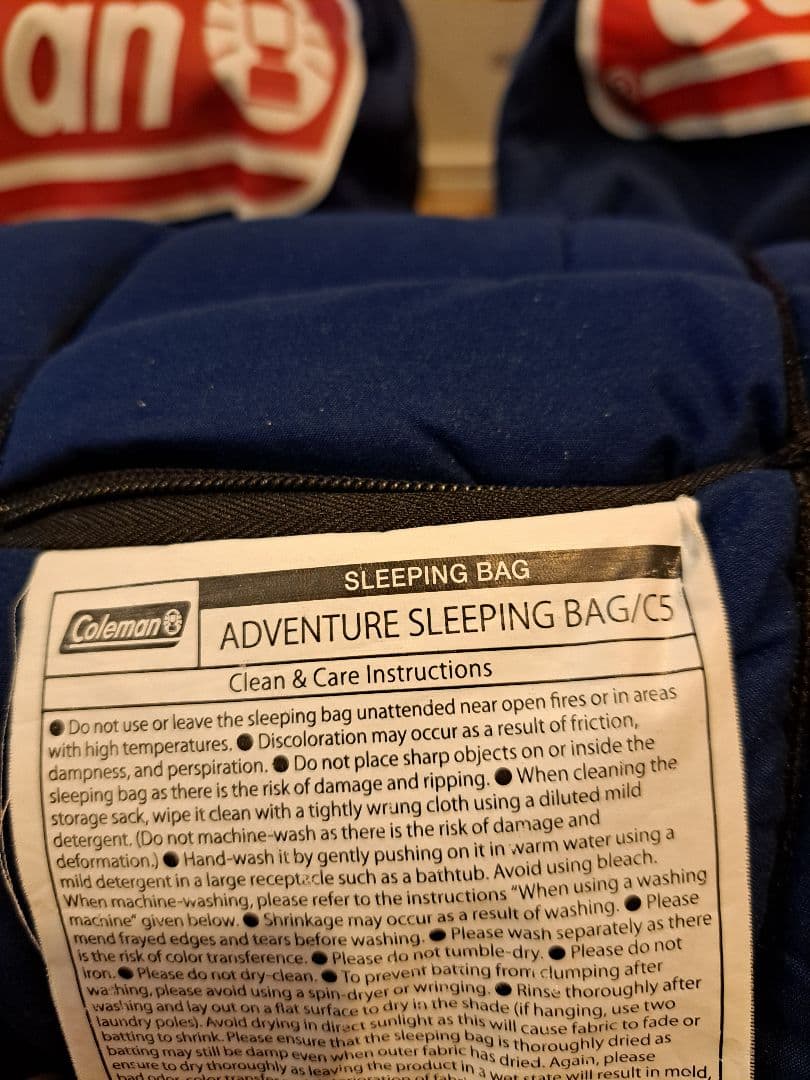 an
SLEEPING BAG
Coleman
ADVENTURE SLEEPING BAG/C5
Clean & Care Instructions
● Do not use or leave the sleeping bag unattended near open fires or in areas
with high temperatures. ● Discoloration may occur as a result of friction,
dampness, and perspiration. ● Do not place sharp objects on or inside the
sleeping bag as there is the risk of damage and ripping. ● When cleaning the
storage sack, wipe it clean with a tightly wrung cloth using a diluted mild
detergent. (Do not machine-wash as there is the risk of damage and
deformation.) ● Hand-wash it by gently pushing on it in warm water using a
mild detergent in a large receptacle such as a bathtub. Avoid using bleach.
When machine-washing, please refer to the instructions "When using a washing
machine" given below. ● Shrinkage may occur as a result of washing. ● Please
mend frayed edges and tears before washing. ● Please wash separately as there
is the risk of color transference. ● Please do not tumble-dry. ● Please do not
iron. ● Please do not dry-clean. ● To prevent batting from clumping after
washing, please avoid using a spin-dryer or wringing. ● Rinse thoroughly after
washing and lay out on a flat surface to dry in the shade (if hanging, use two
laundry poles). Avoid drying in direct sunlight as this will cause fabric to fade or
batting to shrink. Please ensure that the sleeping bag is thoroughly dried as
batting may still be damp even when outer fabric has dried. Again, please
ensure to dry thoroughly as leaving the product in a wet state will result in mold,
bad odor, color